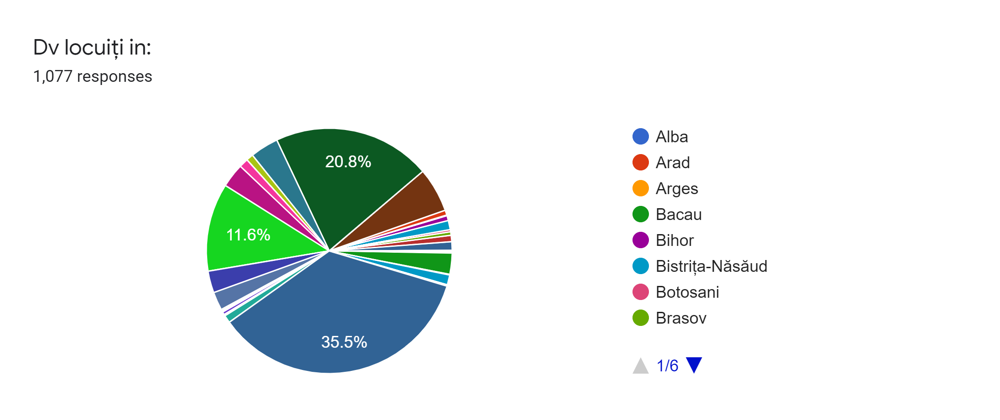 Dv locuiți in:
1,077 responses
20.8%
11.6%
35.5%
Alba
Arad
Arges
Bacau
Bihor
Bistrița-Năsăud
Botosani
Brasov
1/6